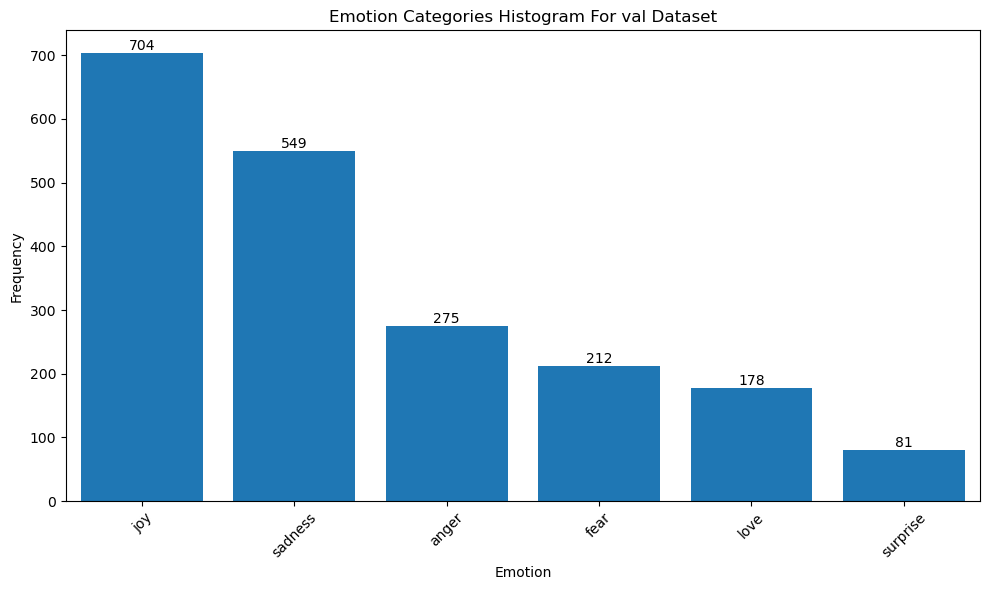 Emotion Categories Histogram For val Dataset
Frequency
700
600
500
400
300
200
100
0
704
549
275
212
178
81
joy
sadness
anger
fear
love
surprise
Emotion